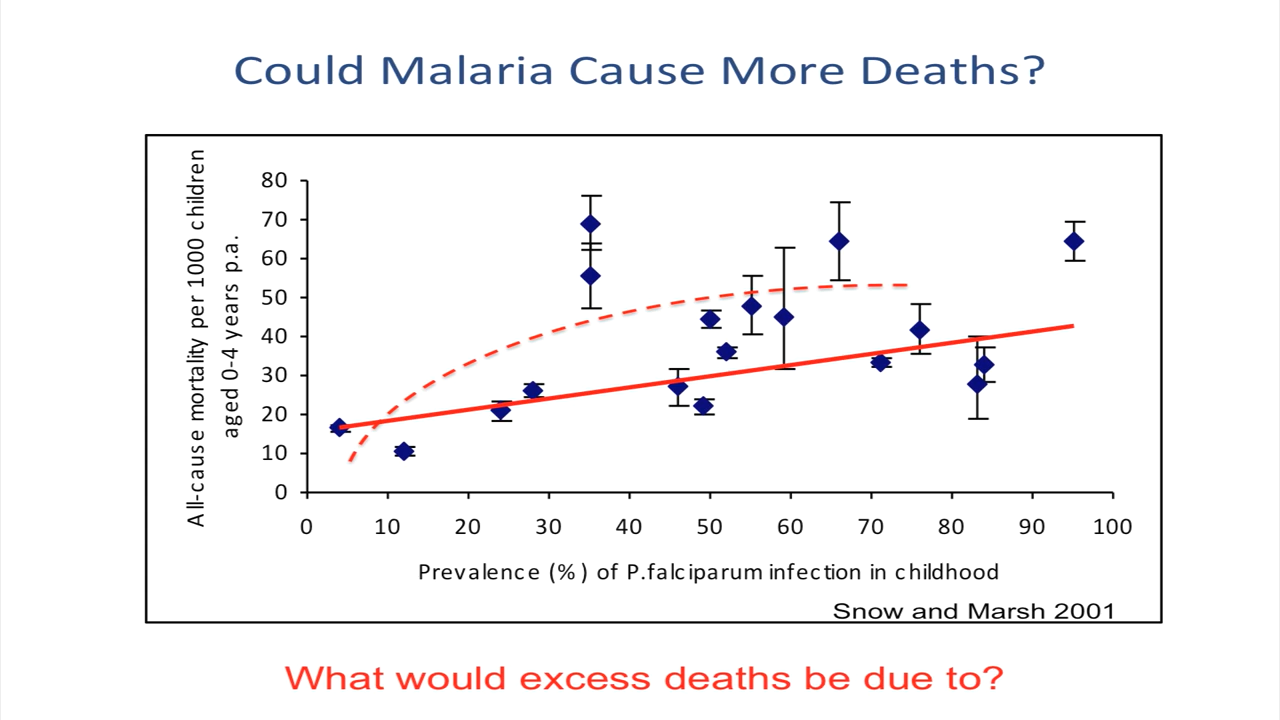 Could Malaria Cause More Deaths?
All-cause mortality per 1000 children
aged 0-4 years p.a.
80
70
60
50
40
30
20
10
0
0 10 20 30 40 50 60 70 80 90 100
Prevalence (%) of P.falciparum infection in childhood
Snow and Marsh 2001
What would excess deaths be due to?